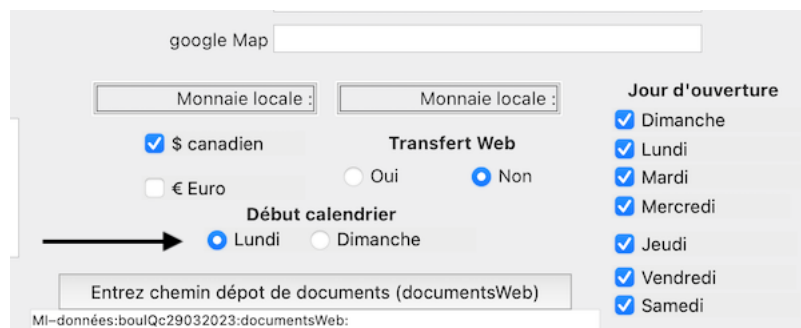 google Map
Monnaie locale :
Monnaie locale :
Jour d'ouverture
$ canadien
Transfert Web
Dimanche
Lundi
€ Euro
Oui
Non
Mardi
Mercredi
Début calendrier
Lundi
Dimanche
Jeudi
Vendredi
Samedi
Entrez chemin dépot de documents (documentsWeb)
MI-données:boulQc29032023:documentsWeb: